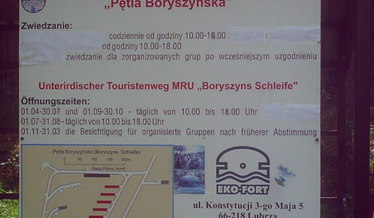 „Pętla Boryszyńska"
Zwiedzanie:
codziennie od godziny 10.00-18.00
od godziny 10.00-18.00
zwiedzanie dla zorganizowanych grup po wcześniejszym uzgodnieniu
Unterirdischer Touristenweg MRU „Boryszyns Schleife"
Öffnungszeiten:
01.04-30.07 und 01.09-30.10 - täglich von 10.00 bis 18.00 Uhr
01.07-31.08 - täglich von 10.00 bis 18.00 Uhr
01.11-31.03 die Besichtigung für organisierte Gruppen nach früherer Abstimmung
Pętla Boryszyńska (Boryszyns. Schleife)
EKO-FORT
ul. Konstytucji 3-go Maja 5
66-218 Lubrza